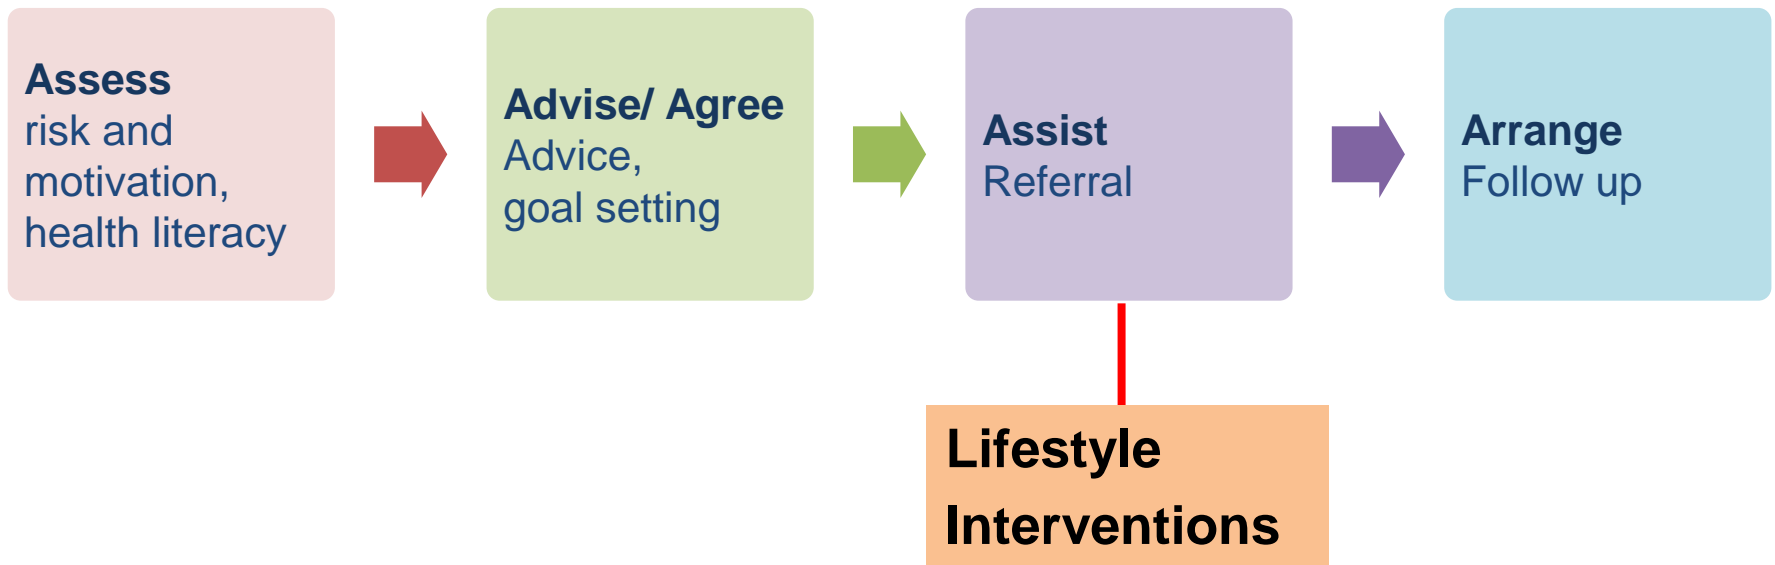 Assess
risk and
motivation,
health literacy
Advise/ Agree
Advice,
goal setting
Assist
Referral
Arrange
Follow up
Lifestyle
Interventions